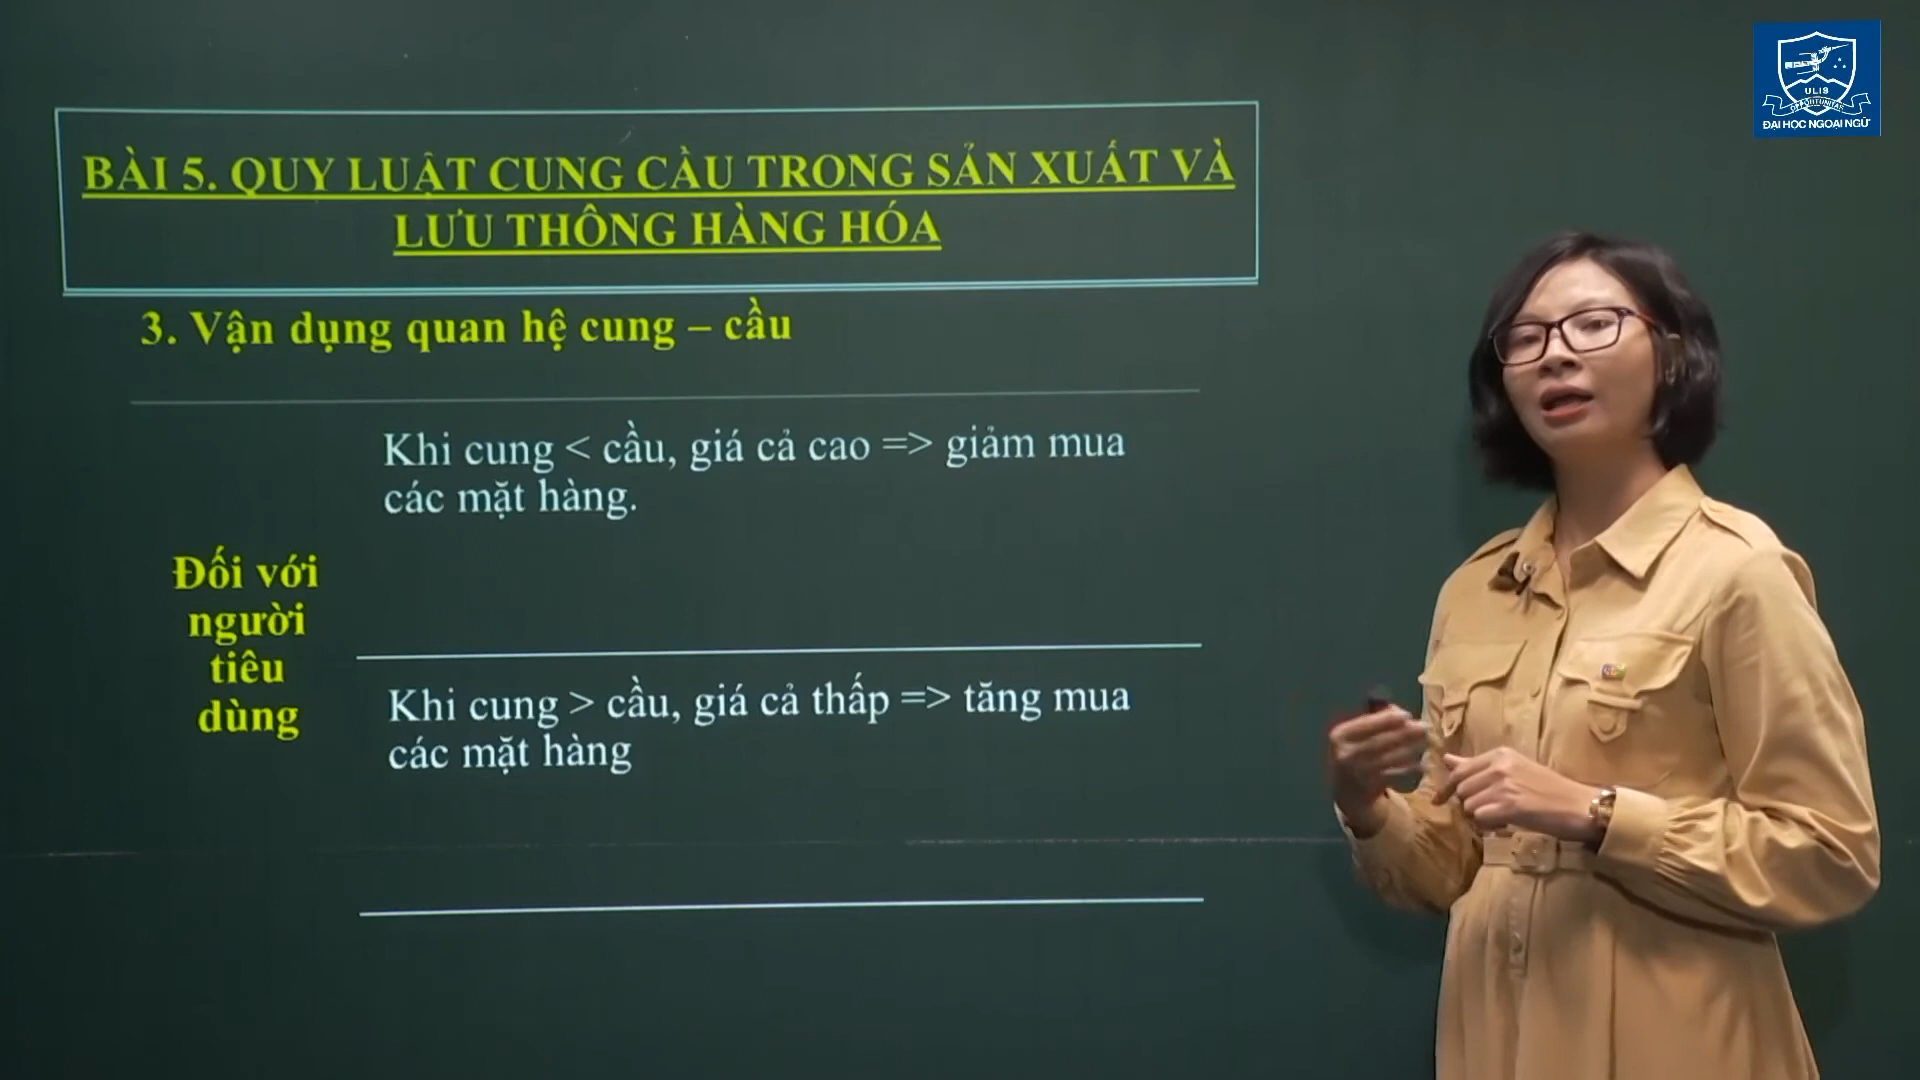 BÀI 5. QUY LUẬT CUNG CẦU TRONG SẢN XUẤT VÀ
LƯU THÔNG HÀNG HÓA
3. Vận dụng quan hệ cung – cầu
Khi cung < cầu, giá cả cao => giảm mua
các mặt hàng.
Đối với
người
tiêu
dùng
Khi cung > cầu, giá cả thấp => tăng mua
các mặt hàng
ULIS
OPPORTUNITAS
ĐẠI HỌC NGOẠI NGỮ